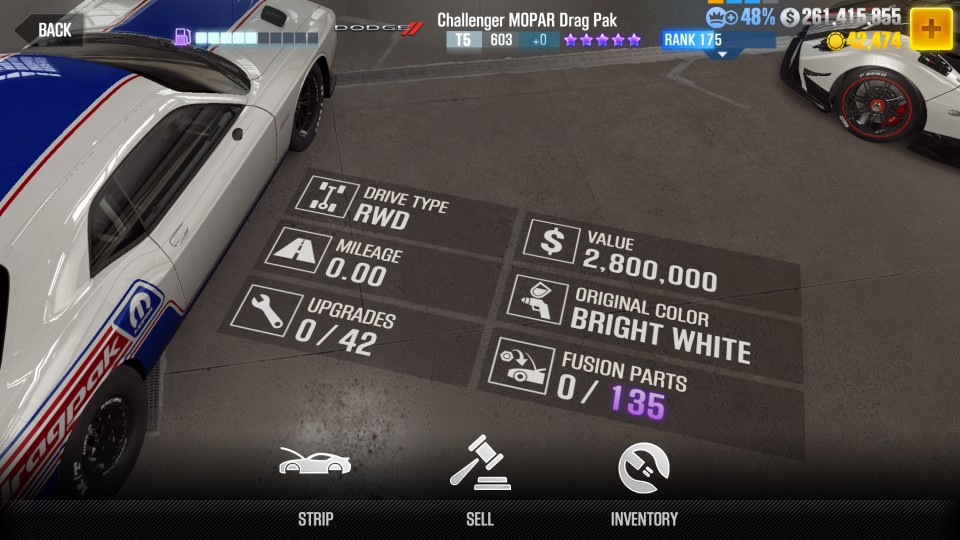 BACK
DODGE
Challenger MOPAR Drag Pak
T5 603 +0
RANK 175
48%
261,415,855
42,474
DRIVE TYPE
RWD
MILEAGE
0.00
UPGRADES
0/42
VALUE
2,800,000
ORIGINAL COLOR
BRIGHT WHITE
FUSION PARTS
0/ 135
dragpak
STRIP
SELL
INVENTORY